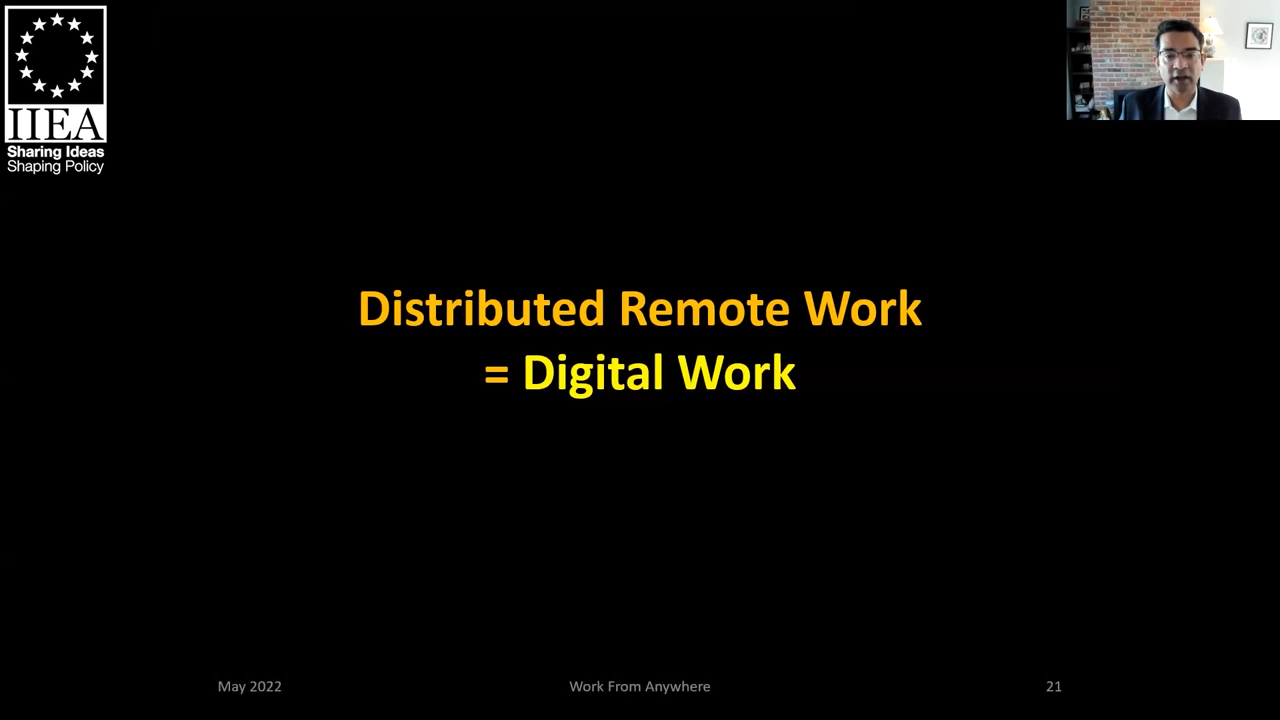 IIEA
Sharing Ideas
Shaping Policy
Distributed Remote Work
= Digital Work
May 2022
Work From Anywhere
21